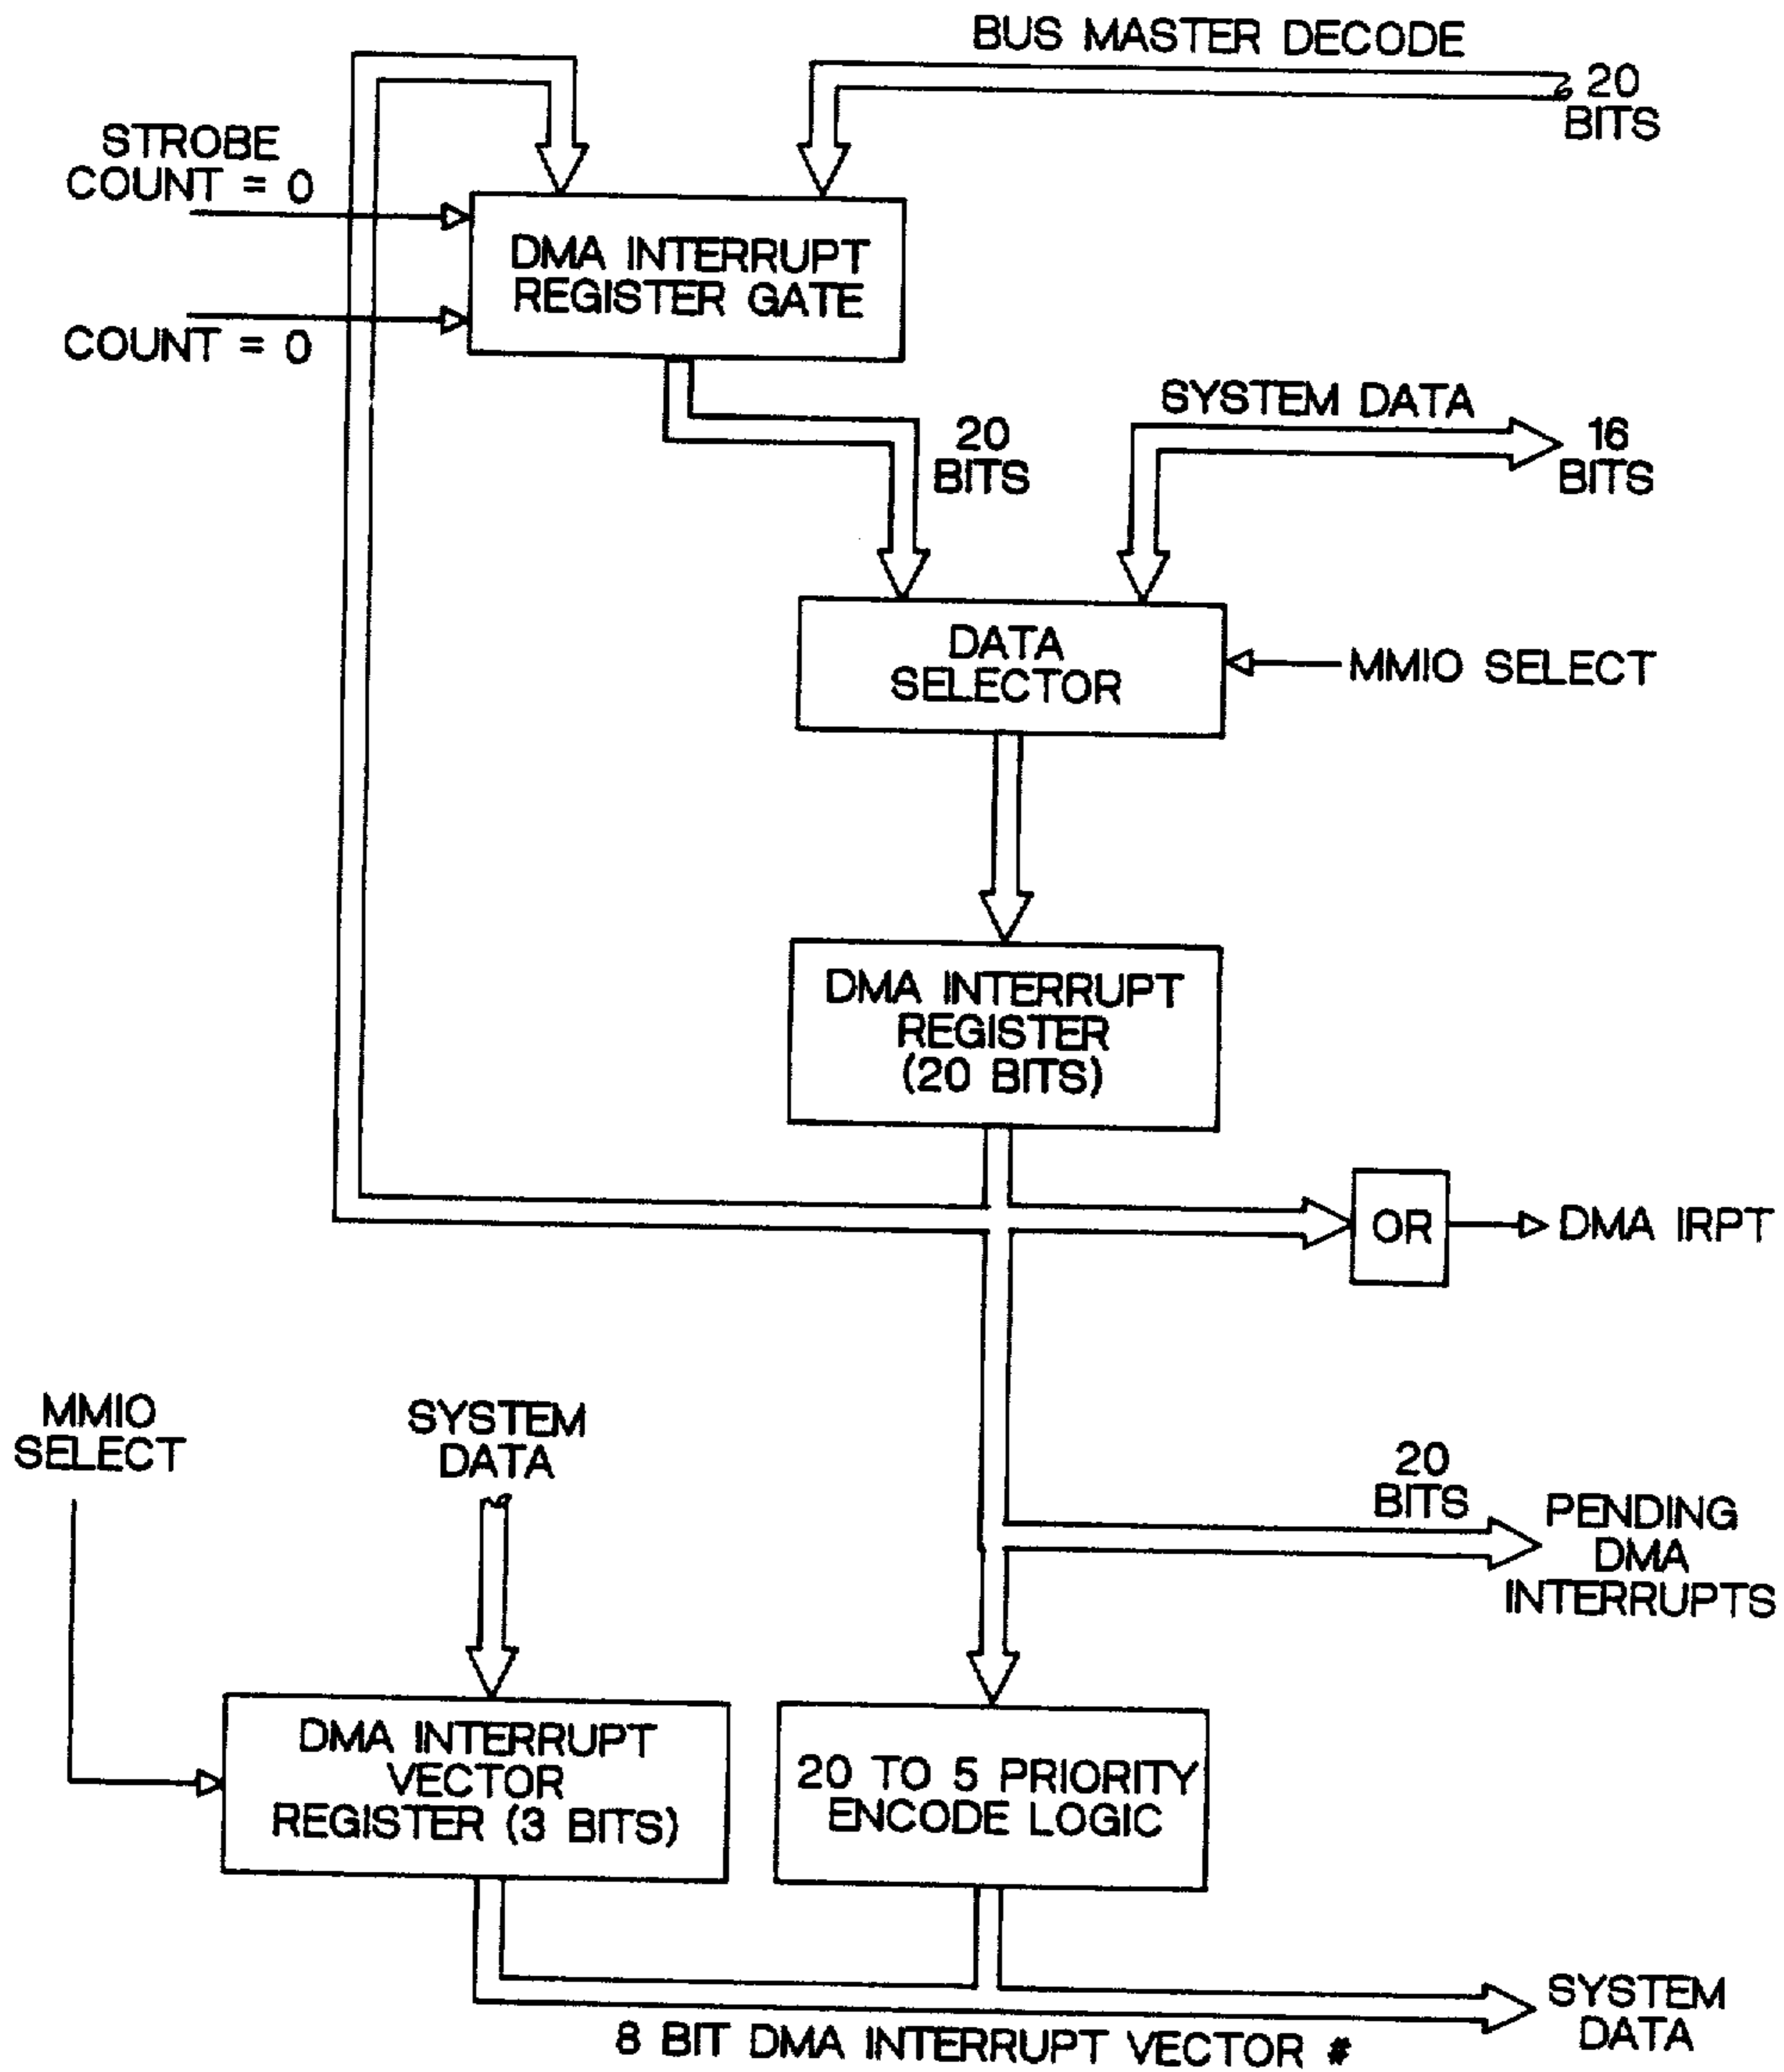 BUS MASTER DECODE
20
BITS
STROBE
COUNT = 0
DMA INTERRUPT
REGISTER GATE
COUNT = 0
20
BITS
SYSTEM DATA
16
BITS
DATA
SELECTOR
MMIO SELECT
DMA INTERRUPT
REGISTER
(20 BITS)
OR
DMA IRPT
MMIO
SELECT
SYSTEM
DATA
20
BITS
PENDING
DMA
INTERRUPTS
DMA INTERRUPT
VECTOR
REGISTER (3 BITS)
20 TO 5 PRIORITY
ENCODE LOGIC
8 BIT DMA INTERRUPT VECTOR #
SYSTEM
DATA